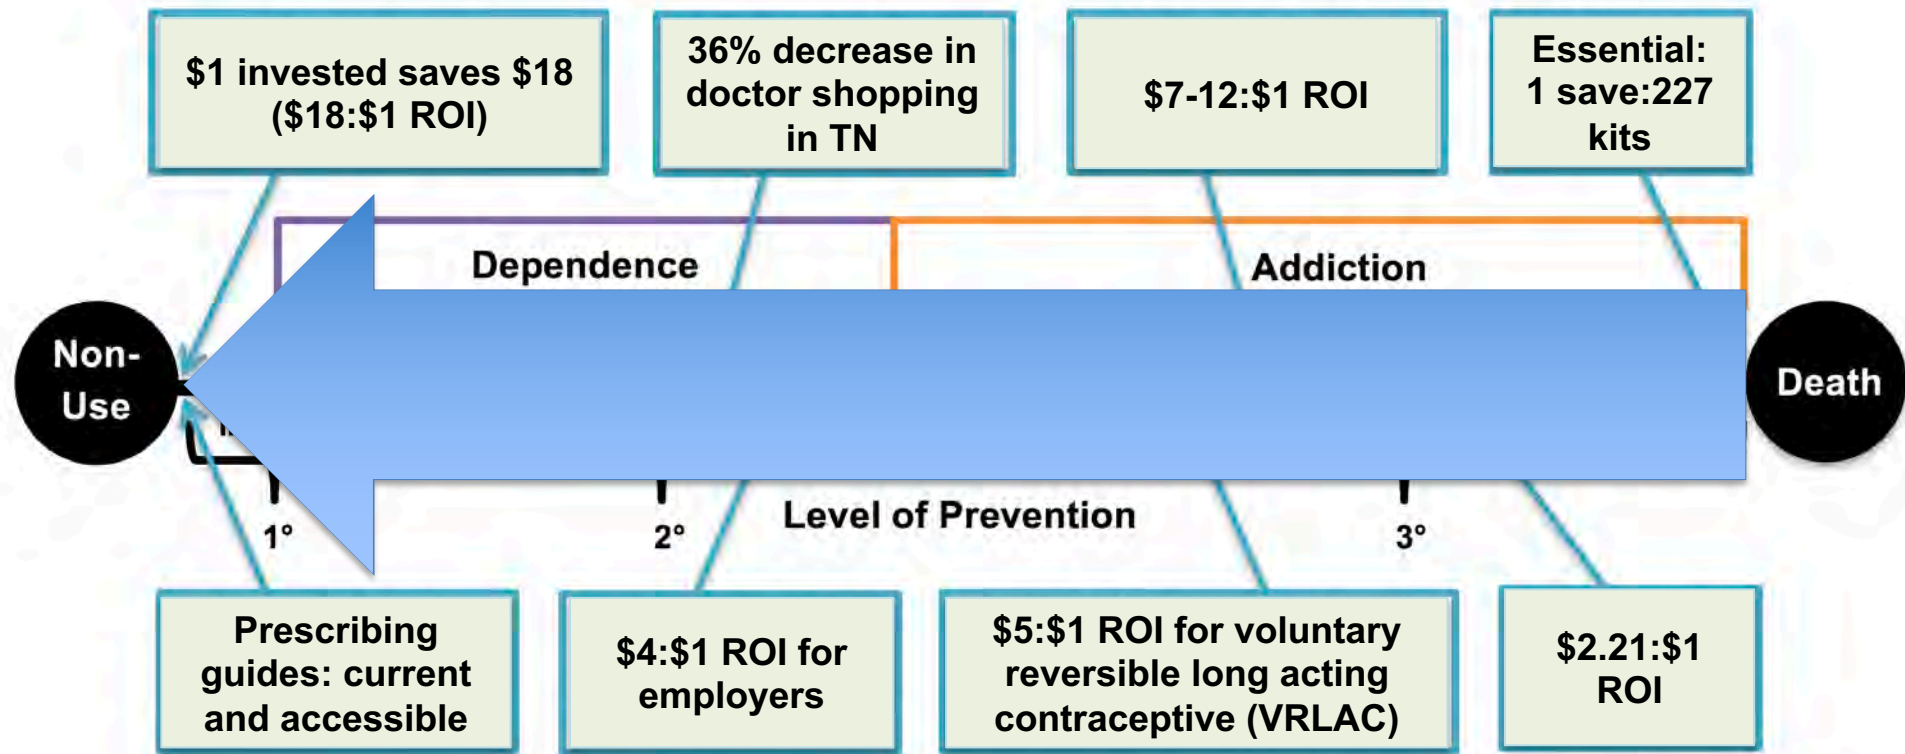 $1 invested saves $18
($18:$1 ROI)
36% decrease in
doctor shopping
in TN
$7-12:$1 ROI
Essential:
1 save:227
kits
Dependence
Addiction
Non-
Use
Death
1°
2°
Level of Prevention
3°
Prescribing
guides: current
and accessible
$4:$1 ROI for
employers
$5:$1 ROI for voluntary
reversible long acting
contraceptive (VRLAC)
$2.21:$1
ROI